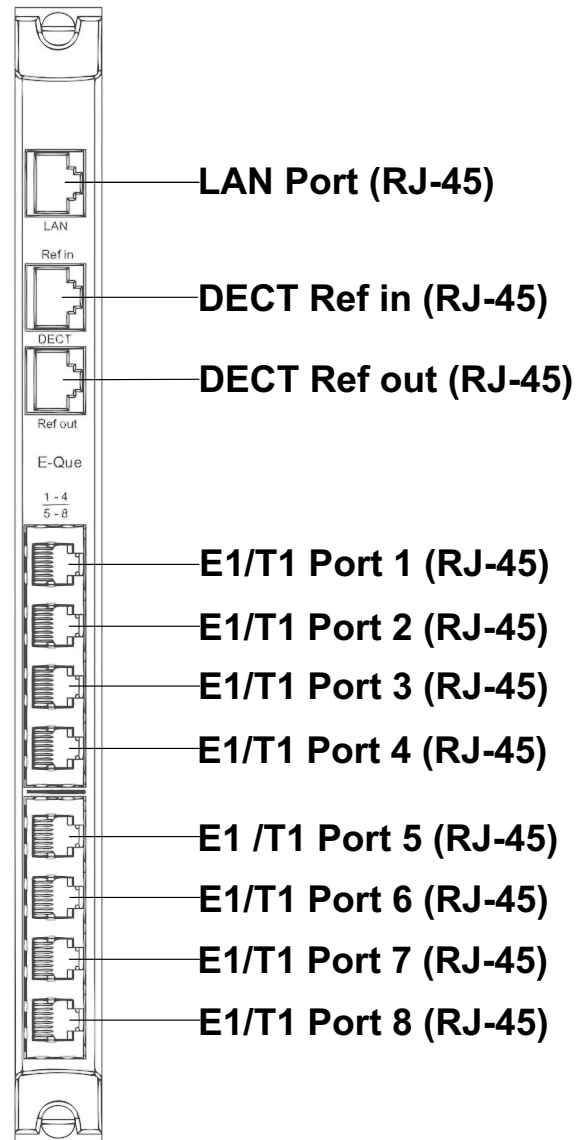 LAN Port (RJ-45)
LAN
Ref in
DECT Ref in (RJ-45)
DECT
DECT Ref out (RJ-45)
Ref out
E-Que
1 - 4
5 - 8
E1/T1 Port 1 (RJ-45)
E1/T1 Port 2 (RJ-45)
E1/T1 Port 3 (RJ-45)
E1/T1 Port 4 (RJ-45)
E1 /T1 Port 5 (RJ-45)
E1/T1 Port 6 (RJ-45)
E1/T1 Port 7 (RJ-45)
E1/T1 Port 8 (RJ-45)